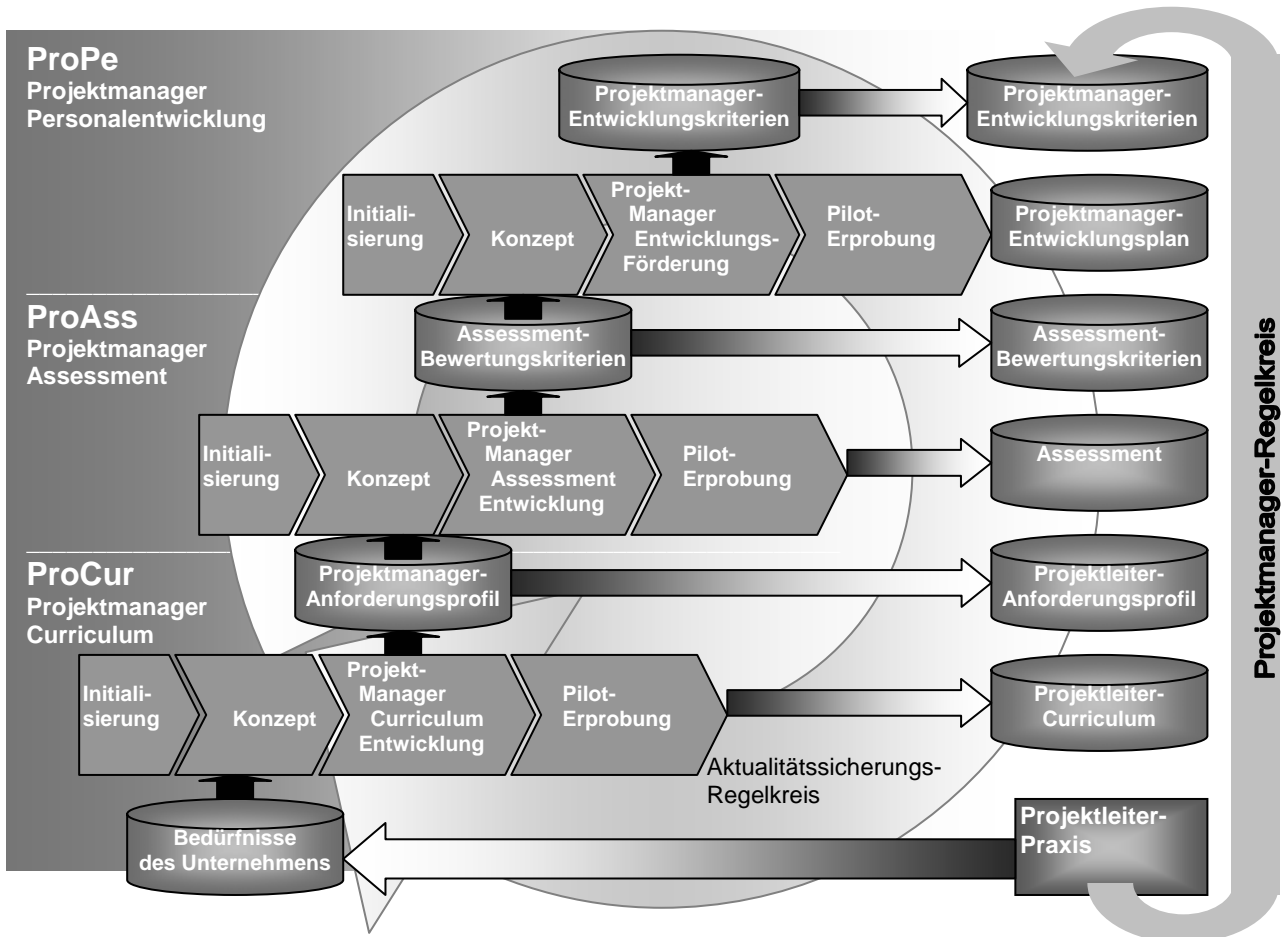 ProPe
Projektmanager
Personalentwicklung
Projektmanager-
Entwicklungskriterien
Projektmanager-
Entwicklungskriterien
Initiali-
sierung
Konzept
Projekt-
Manager
Entwicklungs-
Förderung
Pilot-
Erprobung
Projektmanager-
Entwicklungsplan
ProAss
Projektmanager
Assessment
Assessment-
Bewertungskriterien
Assessment-
Bewertungskriterien
Initiali-
sierung
Konzept
Projekt-
Manager
Assessment
Entwicklung
Pilot-
Erprobung
Assessment
ProCur
Projektmanager
Curriculum
Projektmanager-
Anforderungsprofil
Projektleiter-
Anforderungsprofil
Initiali-
sierung
Konzept
Projekt-
Manager
Curriculum
Entwicklung
Pilot-
Erprobung
Projektleiter-
Curriculum
Aktualitätssicherungs-
Regelkreis
Bedürfnisse
des Unternehmens
Projektleiter-
Praxis
Projektmanager-Regelkreis